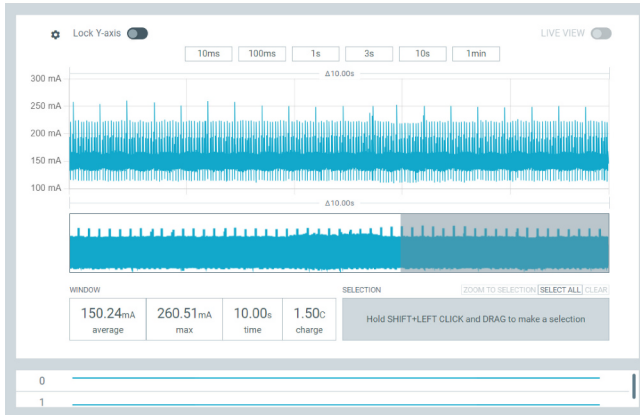 Lock Y-axis LIVE VIEW
10ms 100ms 1s 3s 10s 1min
Δ10.00s
300 mA
250 mA
200 mA
150 mA
100 mA
Δ10.00s
WINDOW SELECTION ZOOM TO SELECTION SELECT ALL CLEAR
150.24mA 260.51mA 10.00s 1.50C
average max time charge
Hold SHIFT+LEFT CLICK and DRAG to make a selection
0
1